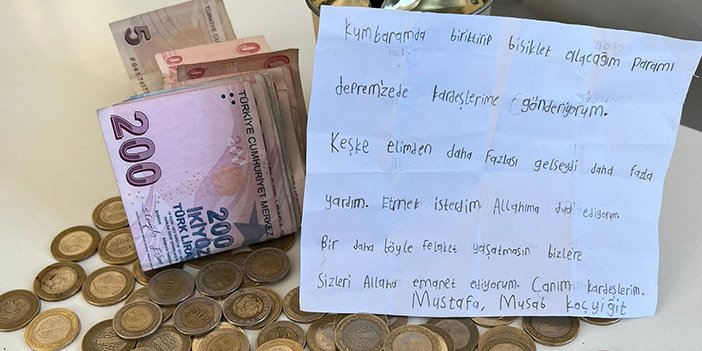 5
F041748
200
TÜRKİYE CUMHURİYET MERKEZ
200
İKİYÜZ
TÜRK LİRASI
Kumbaramda biriktirip bisiklet alacağım paramı
depremzede kardeşlerime gönderiyorum.
Keşke elimden daha fazlası gelseydi daha fazla
yardım. Etmek isterdim Allahıma dua ediyorum
Bir daha böyle felaket yaşatmasın bizlere
Sizleri Allaha emanet ediyorum. Canım kardeşlerim.
Mustafa, Musab Koçyiğit